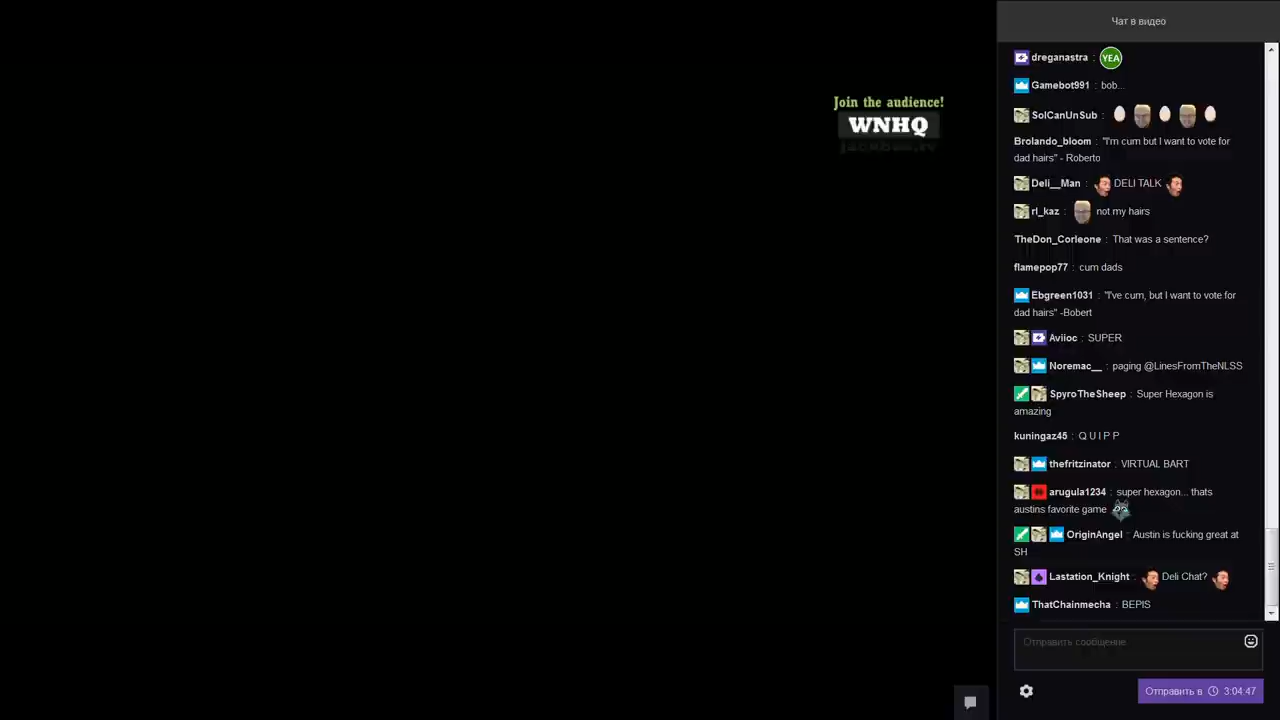 Чат в видео
dreganastra : YEA
Gamebot991 : bob...
Join the audience!
WNHQ
jackbox.tv
SolCanUnSub :
Brolando_bloom : "I'm cum but I want to vote for
dad hairs" - Roberto
Deli__Man : DELI TALK
rl_kaz : not my hairs
TheDon_Corleone : That was a sentence?
flamepop77 : cum dads
Ebgreen1031 : "I've cum, but I want to vote for
dad hairs" -Bobert
Aviioc : SUPER
Noremac__ : paging @LinesFromTheNLSS
SpyroTheSheep : Super Hexagon is
amazing
kuningaz45 : Q U I P P
thefritzinator : VIRTUAL BART
arugula1234 : super hexagon... thats
austins favorite game
OriginAngel : Austin is fucking great at
SH
Lastation_Knight : Deli Chat?
ThatChainmecha : BEPIS
Отправить сообщение
Отправить в 3:04:47